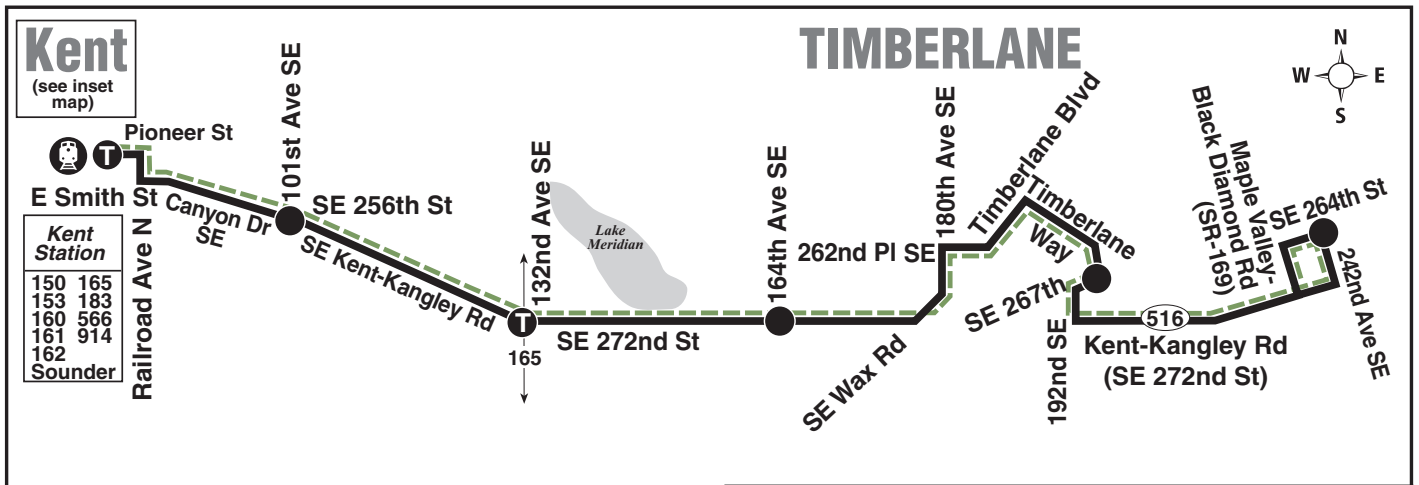 Kent
(see inset
map)
TIMBERLANE
N
W
E
S
Pioneer St
T
E Smith St
Canyon Dr
SE
Railroad Ave N
101st Ave SE
SE 256th St
SE Kent-Kangley Rd
132nd Ave SE
T
165
Lake
Meridian
SE 272nd St
164th Ave SE
SE Wax Rd
262nd Pl SE
180th Ave SE
Timberlane Blvd
Timberlane
Way
SE 267th
192nd SE
516
Kent-Kangley Rd
(SE 272nd St)
Maple Valley-
Black Diamond Rd
(SR-169)
SE 264th St
242nd Ave SE
Kent
Station
150 165
153 183
160 566
161 914
162
Sounder